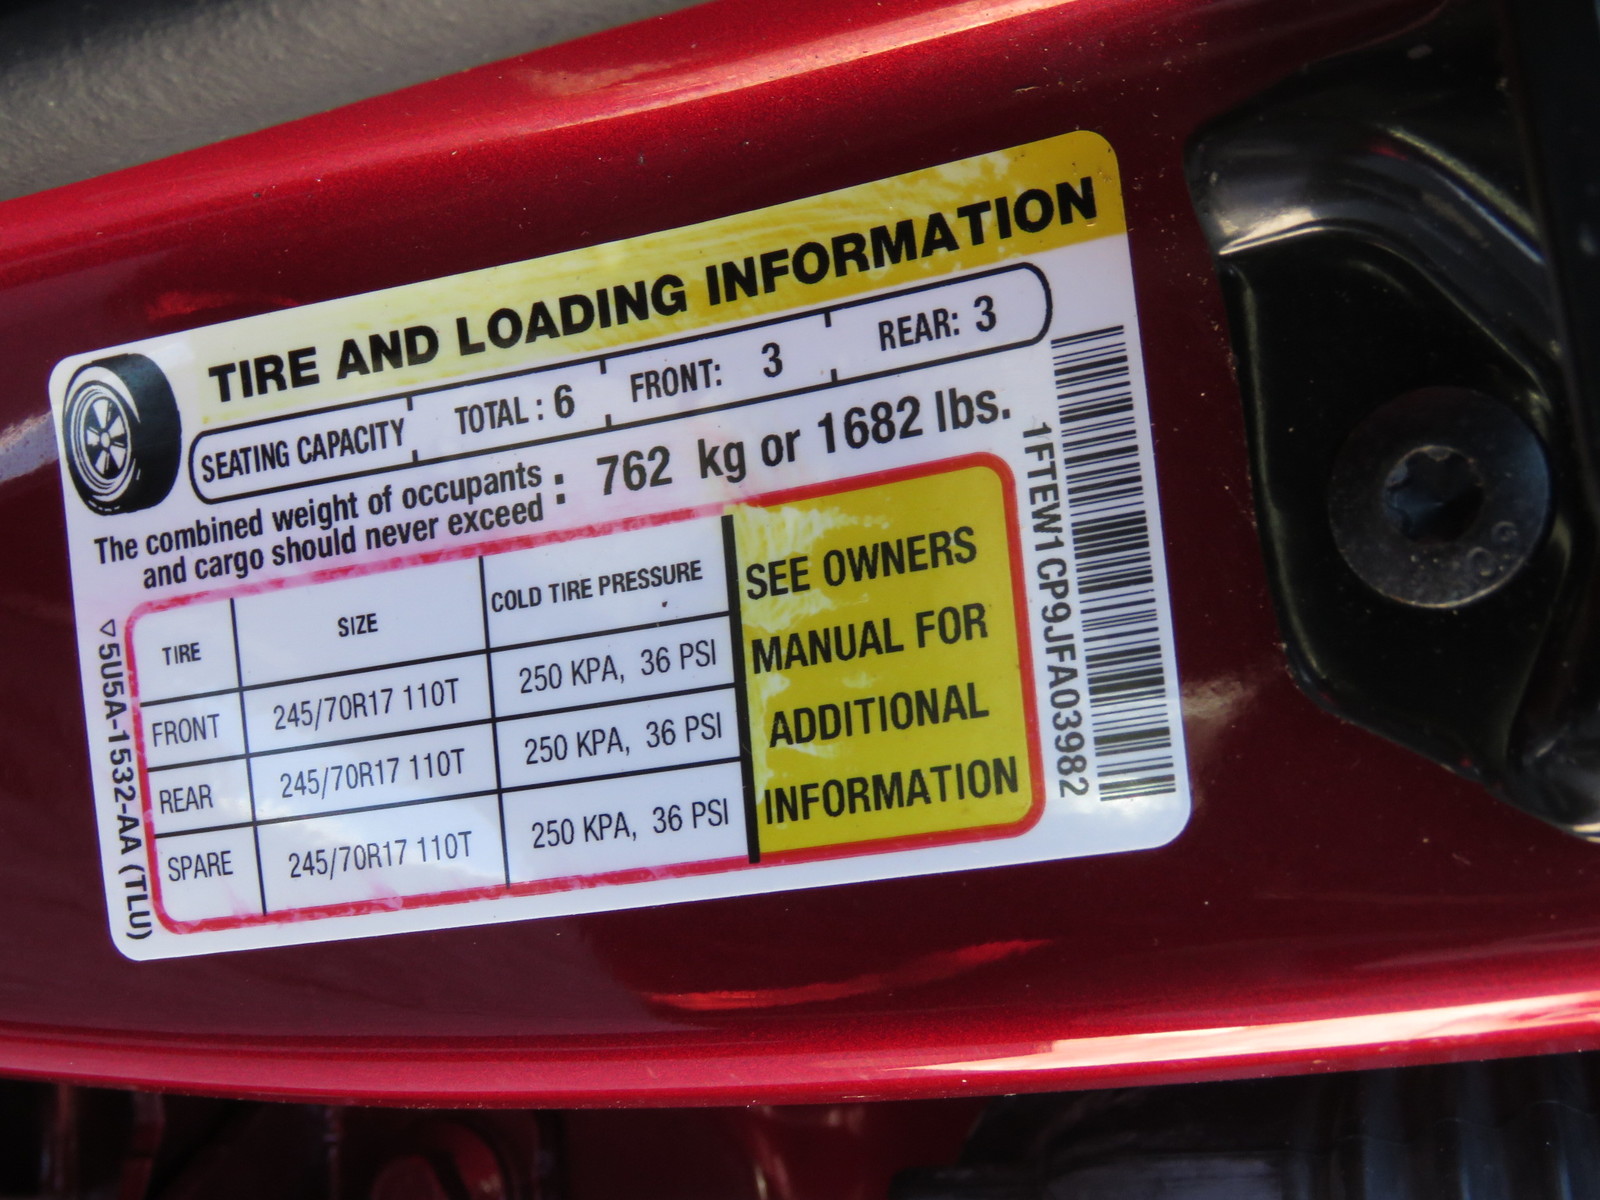 TIRE AND LOADING INFORMATION
SEATING CAPACITY TOTAL : 6 FRONT: 3 REAR: 3
The combined weight of occupants
and cargo should never exceed : 762 kg or 1682 lbs.
TIRE SIZE COLD TIRE PRESSURE
FRONT 245/70R17 110T 250 KPA, 36 PSI
REAR 245/70R17 110T 250 KPA, 36 PSI
SPARE 245/70R17 110T 250 KPA, 36 PSI
SEE OWNERS
MANUAL FOR
ADDITIONAL
INFORMATION
1FTEW1CP9JFA03982
5U5A-1532-AA (TLU)